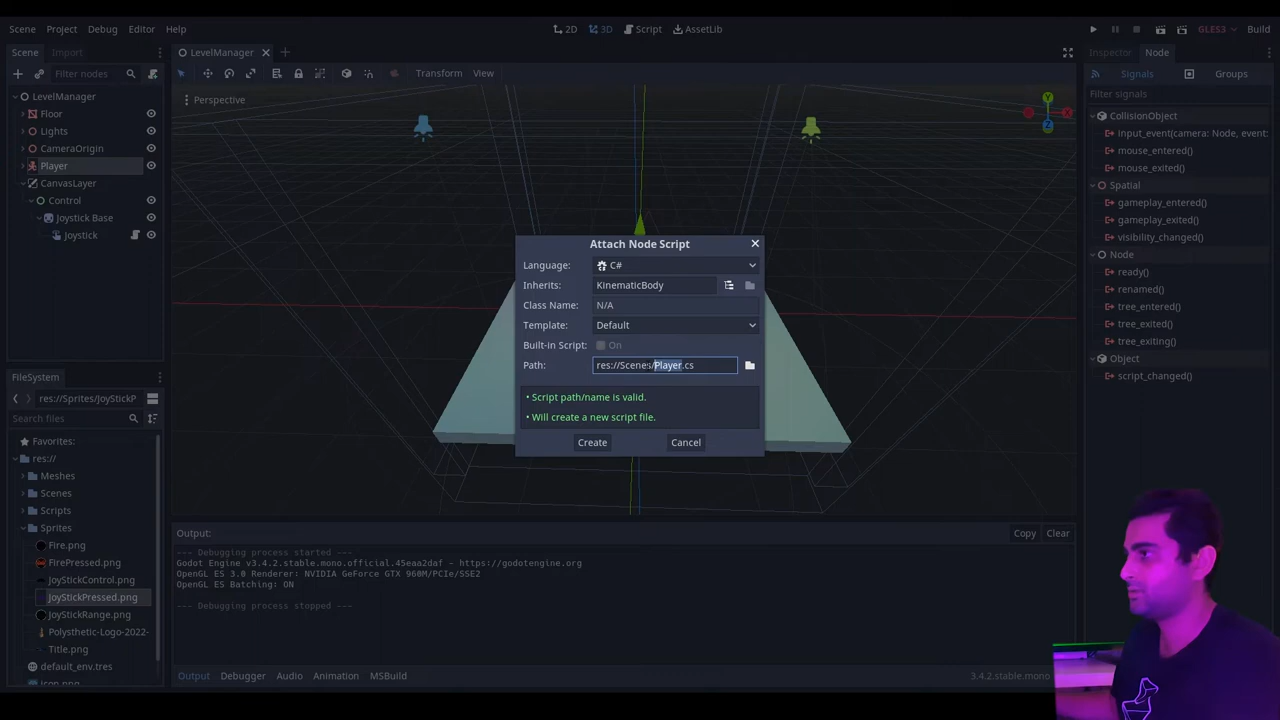 Scene Project Debug Editor Help
2D 3D Script AssetLib
GLES3 Build
Scene Import
LevelManager
Inspector Node
Filter nodes
Transform View
Signals Groups
Perspective
Filter signals
LevelManager
Floor
Lights
CameraOrigin
Player
CanvasLayer
Control
Joystick Base
Joystick
CollisionObject
input_event(camera: Node, event:
mouse_entered()
mouse_exited()
Spatial
gameplay_entered()
gameplay_exited()
visibility_changed()
Node
ready()
renamed()
tree_entered()
tree_exited()
tree_exiting()
Object
script_changed()
Y
X
Z
Attach Node Script
Language: C#
Inherits: KinematicBody
Class Name: N/A
Template: Default
Built-in Script: On
Path: res://Scenes/Player.cs
• Script path/name is valid.
• Will create a new script file.
Create Cancel
FileSystem
res://Sprites/JoyStickP
Search files
Favorites:
res://
Meshes
Scenes
Scripts
Sprites
Fire.png
FirePressed.png
JoyStickControl.png
JoyStickPressed.png
JoyStickRange.png
Polysthetic-Logo-2022-
Title.png
default_env.tres
icon.png
Output: Copy Clear
--- Debugging process started ---
Godot Engine v3.4.2.stable.mono.official.45eaa2daf - https://godotengine.org
OpenGL ES 3.0 Renderer: NVIDIA GeForce GTX 960M/PCIe/SSE2
OpenGL ES Batching: ON
--- Debugging process stopped ---
Output Debugger Audio Animation MSBuild
3.4.2.stable.mono